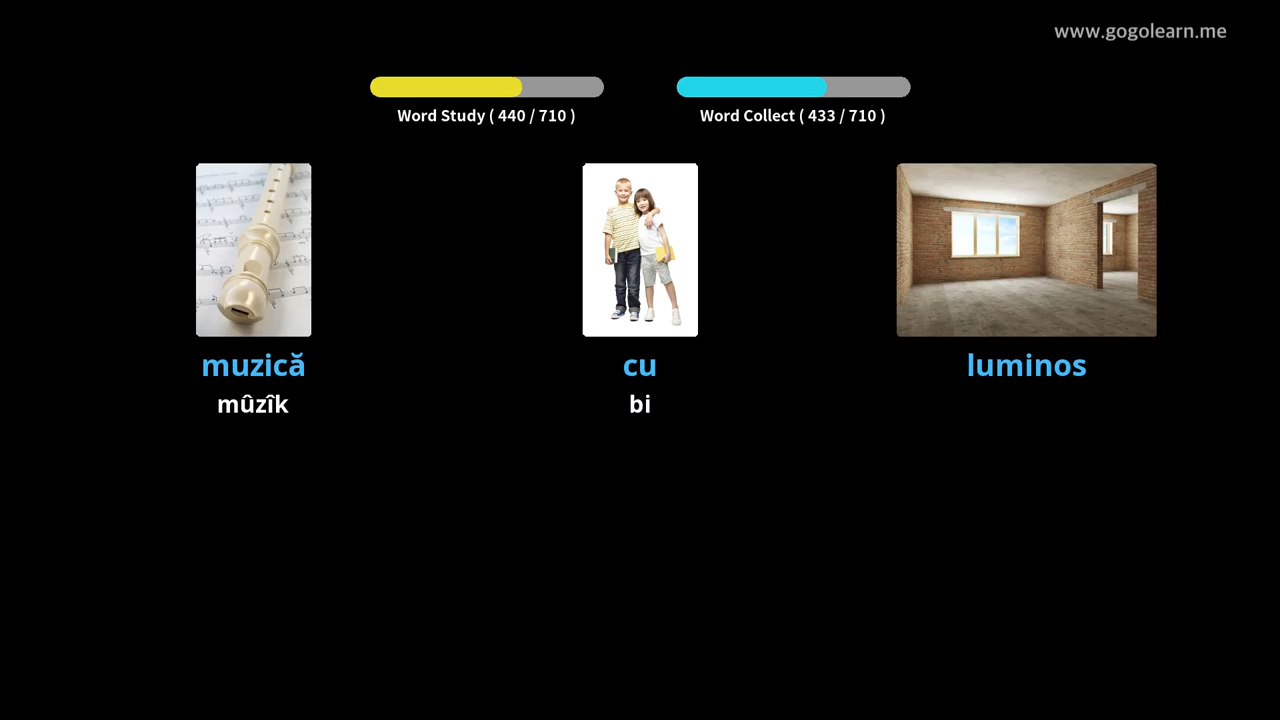 www.gogolearn.me
Word Study ( 440 / 710 )
Word Collect ( 433 / 710 )
muzică
mûzîk
cu
bi
luminos